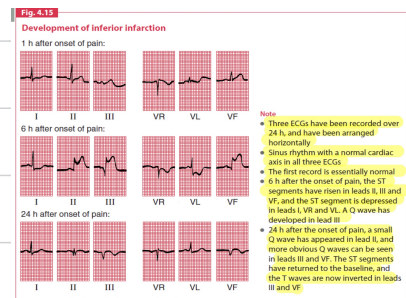 Fig. 4.15
Development of inferior infarction
1 h after onset of pain:
I II III VR VL VF
6 h after onset of pain:
I II III VR VL VF
24 h after onset of pain:
I II III VR VL VF
Note
• Three ECGs have been recorded over
24 h, and have been arranged
horizontally
• Sinus rhythm with a normal cardiac
axis in all three ECGs
• The first record is essentially normal
• 6 h after the onset of pain, the ST
segments have risen in leads II, III and
VF, and the ST segment is depressed
in leads I, VR and VL. A Q wave has
developed in lead III
• 24 h after the onset of pain, a small
Q wave has appeared in lead II, and
more obvious Q waves can be seen
in leads III and VF. The ST segments
have returned to the baseline, and
the T waves are now inverted in leads
III and VF